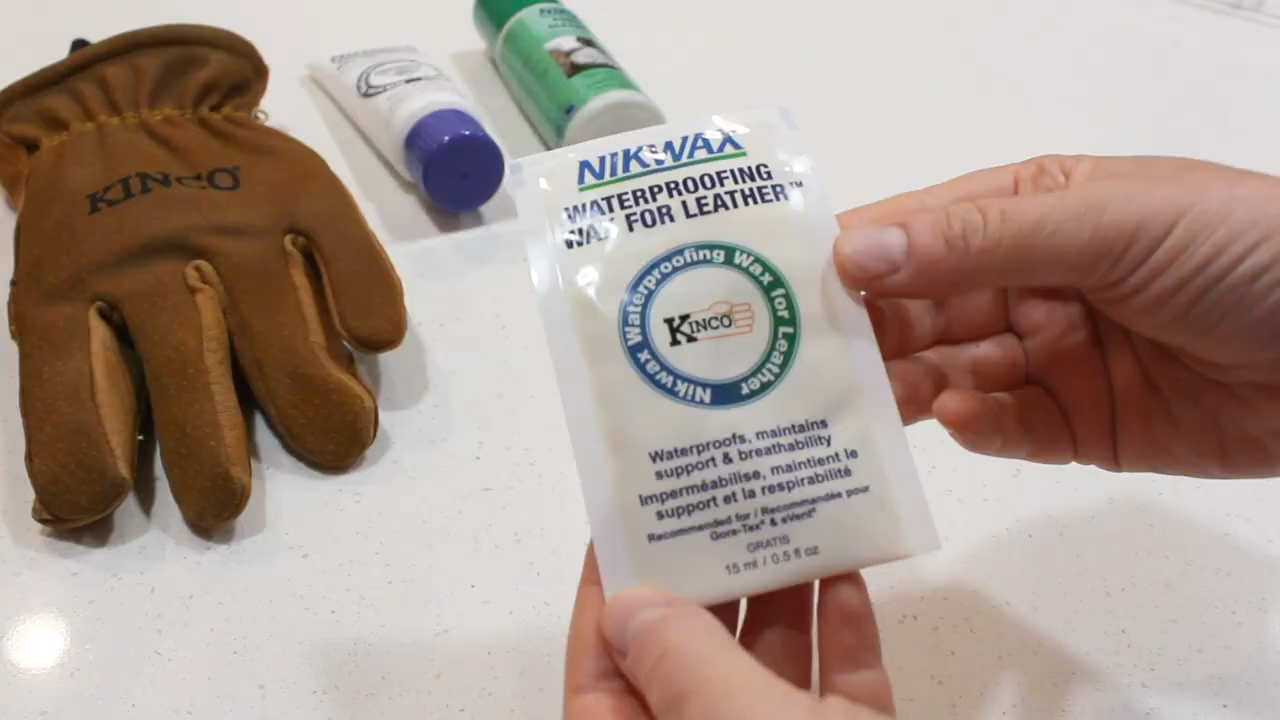 KINCO
NIKWAX
WATERPROOFING
WAX FOR LEATHER™
Nikwax Waterproofing Wax for Leather
KINCO
Waterproofs, maintains
support & breathability
Imperméabilise, maintient le
support et la respirabilité
Recommended for / Recommandée pour
Gore-Tex® & eVent®
GRATIS
15 ml / 0.5 fl oz